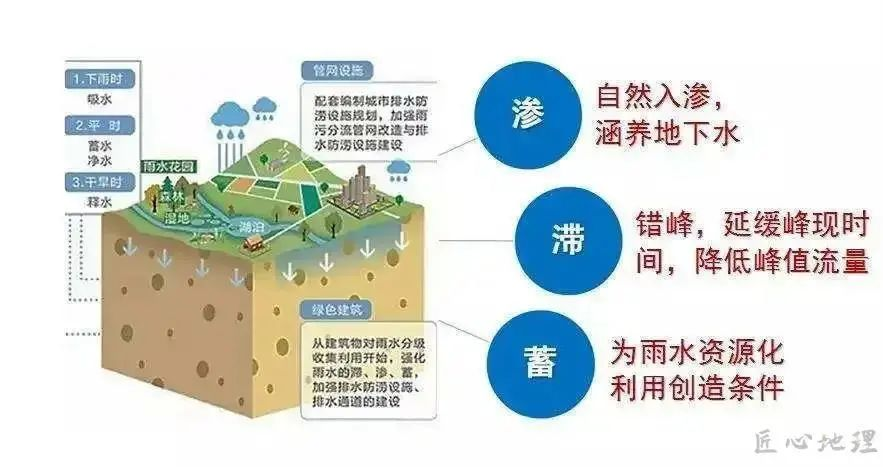 1.下雨时
吸水
2.平 时
蓄水
净水
3.干旱时
释水
雨水花园
森林
湿地
湖泊
管网设施
配套编制城市排水防
涝设施规划，加强雨
污分流管网改造与排
水防涝设施建设
绿色建筑
从建筑物对雨水分级
收集利用开始，强化
雨水的滞、渗、蓄，
加强排水防涝设施、
排水通道的建设
渗
自然入渗，
涵养地下水
滞
错峰，延缓峰现时
间，降低峰值流量
蓄
为雨水资源化
利用创造条件
匠心地理